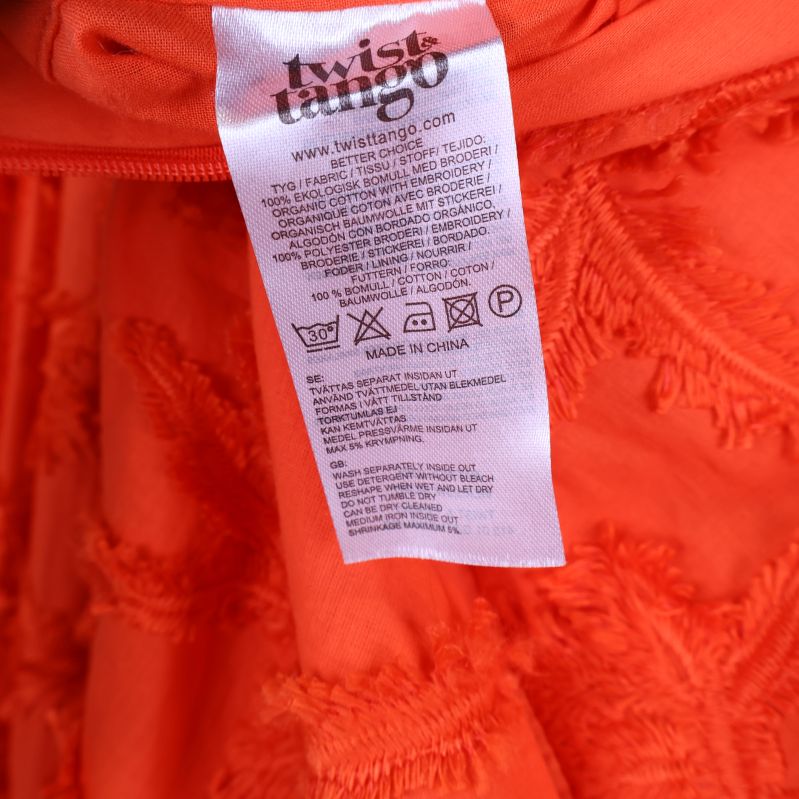 twist &
tango
www.twisttango.com
BETTER CHOICE
TYG / FABRIC / TISSU / STOFF / TEJIDO:
100% EKOLOGISK BOMULL MED BRODERI /
ORGANIC COTTON WITH EMBROIDERY /
ORGANIQUE COTON AVEC BRODERIE /
ORGANISCH BAUMWOLLE MIT STICKEREI /
ALGODÓN CON BORDADO ORGÁNICO.
100% POLYESTER BRODERI / EMBROIDERY /
BRODERIE / STICKEREI / BORDADO.
FODER / LINING / NOURRIR /
FUTTERN / FORRO:
100 % BOMULL / COTTON / COTON /
BAUMWOLLE / ALGODÓN.
30° P
MADE IN CHINA
SE:
TVÄTTAS SEPARAT INSIDAN UT
ANVÄND TVÄTTMEDEL UTAN BLEKMEDEL
FORMAS I VÅTT TILLSTÅND
TORKTUMLAS EJ
KAN KEMTVÄTTAS
MEDEL PRESSVÄRME INSIDAN UT
MAX 5% KRYMPNING.
GB:
WASH SEPARATELY INSIDE OUT
USE DETERGENT WITHOUT BLEACH
RESHAPE WHEN WET AND LET DRY
DO NOT TUMBLE DRY
CAN BE DRY CLEANED
MEDIUM IRON INSIDE OUT
SHRINKAGE MAXIMUM 5%.